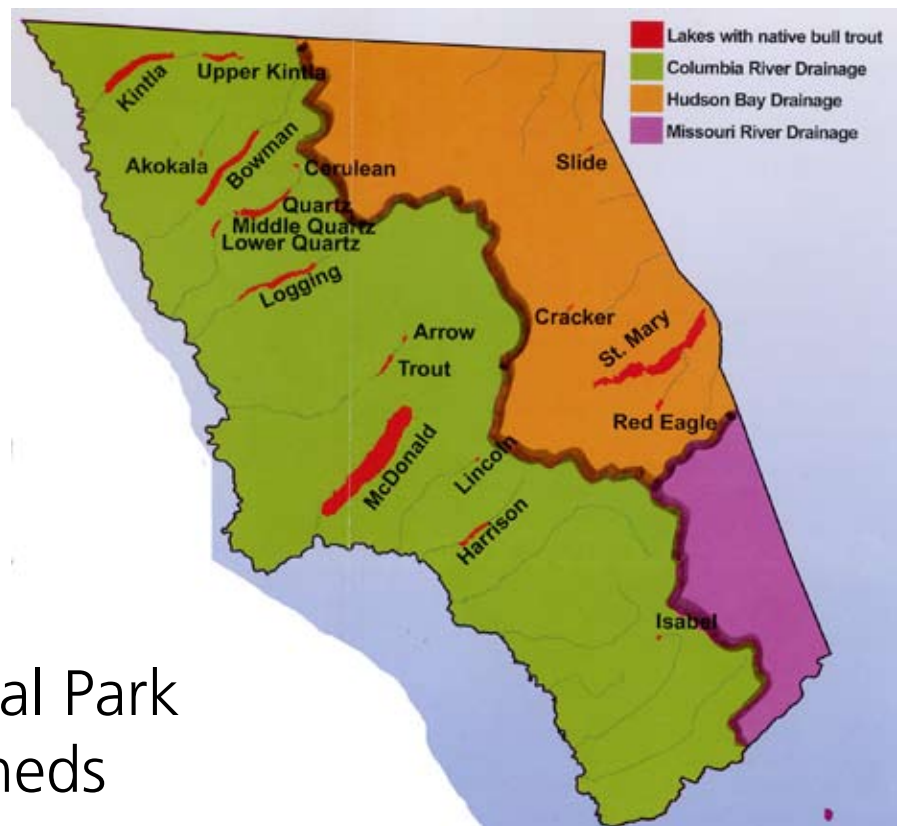 Lakes with native bull trout
Columbia River Drainage
Hudson Bay Drainage
Missouri River Drainage
Kintla
Upper Kintla
Akokala
Bowman
Cerulean
Quartz
Middle Quartz
Lower Quartz
Logging
Slide
Cracker
St. Mary
Red Eagle
Arrow
Trout
McDonald
Lincoln
Harrison
Isabel
al Park
neds